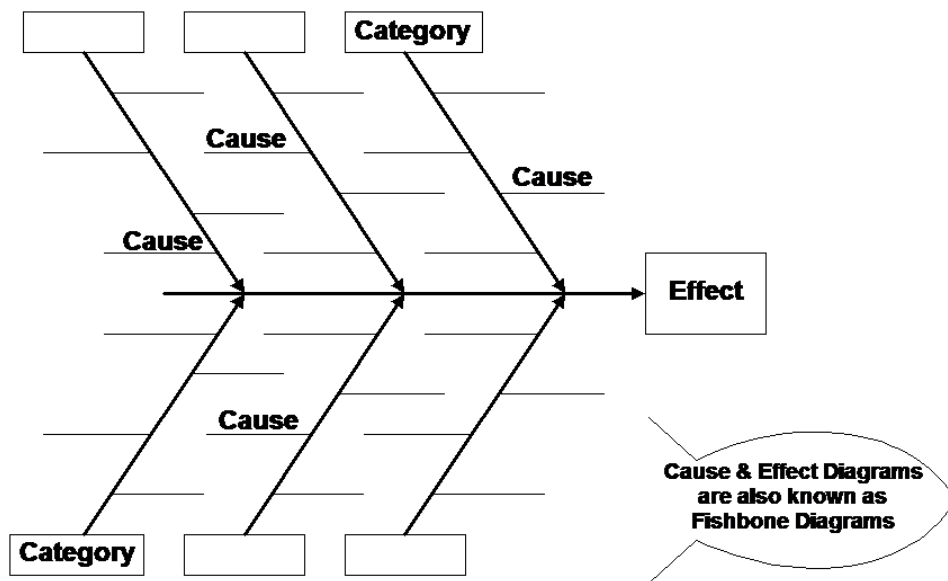 Category
Cause
Cause
Cause
Effect
Cause
Category
Cause & Effect Diagrams
are also known as
Fishbone Diagrams